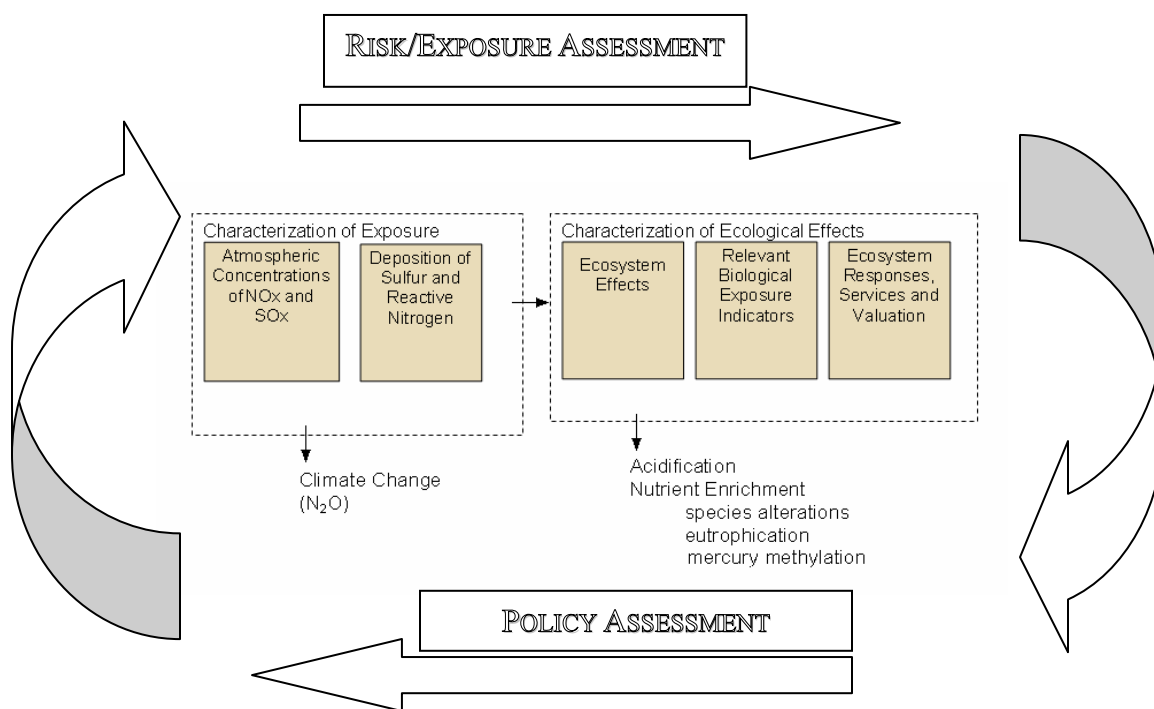 RISK/EXPOSURE ASSESSMENT
Characterization of Exposure
Atmospheric
Concentrations
of NOx and
SOx
Deposition of
Sulfur and
Reactive
Nitrogen
Characterization of Ecological Effects
Ecosystem
Effects
Relevant
Biological
Exposure
Indicators
Ecosystem
Responses,
Services and
Valuation
Climate Change
(N₂O)
Acidification
Nutrient Enrichment
species alterations
eutrophication
mercury methylation
POLICY ASSESSMENT